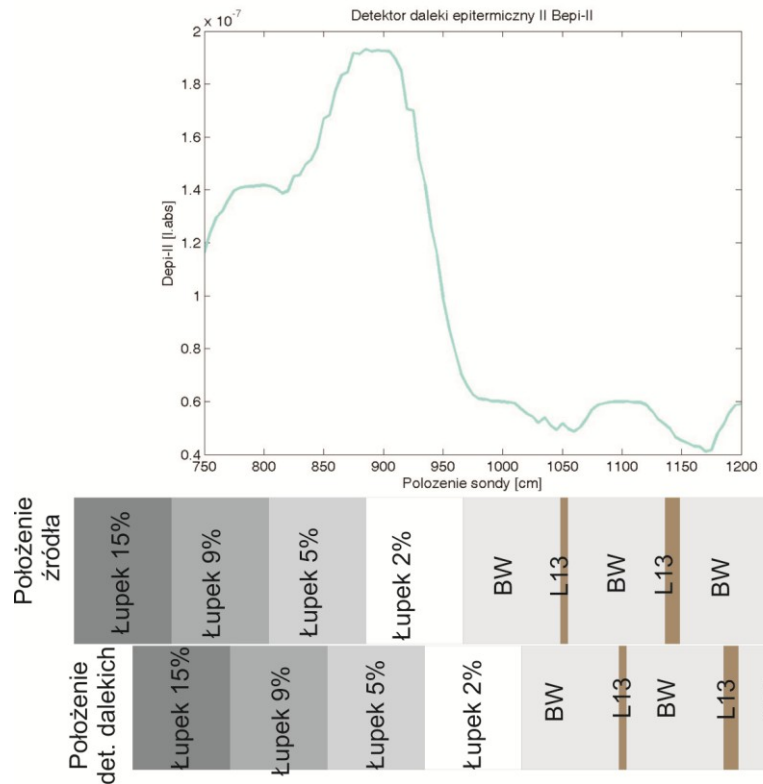 Detektor daleki epitermiczny II Bepi-II
× 10⁻⁷
2
1.8
1.6
1.4
1.2
1
0.8
0.6
0.4
Depi-II [l.abs]
750 800 850 900 950 1000 1050 1100 1150 1200
Polozenie sondy [cm]
Położenie
źródła
Łupek 15% Łupek 9% Łupek 5% Łupek 2% BW L13 BW L13 BW
Położenie
det. dalekich
Łupek 15% Łupek 9% Łupek 5% Łupek 2% BW L13 BW L13